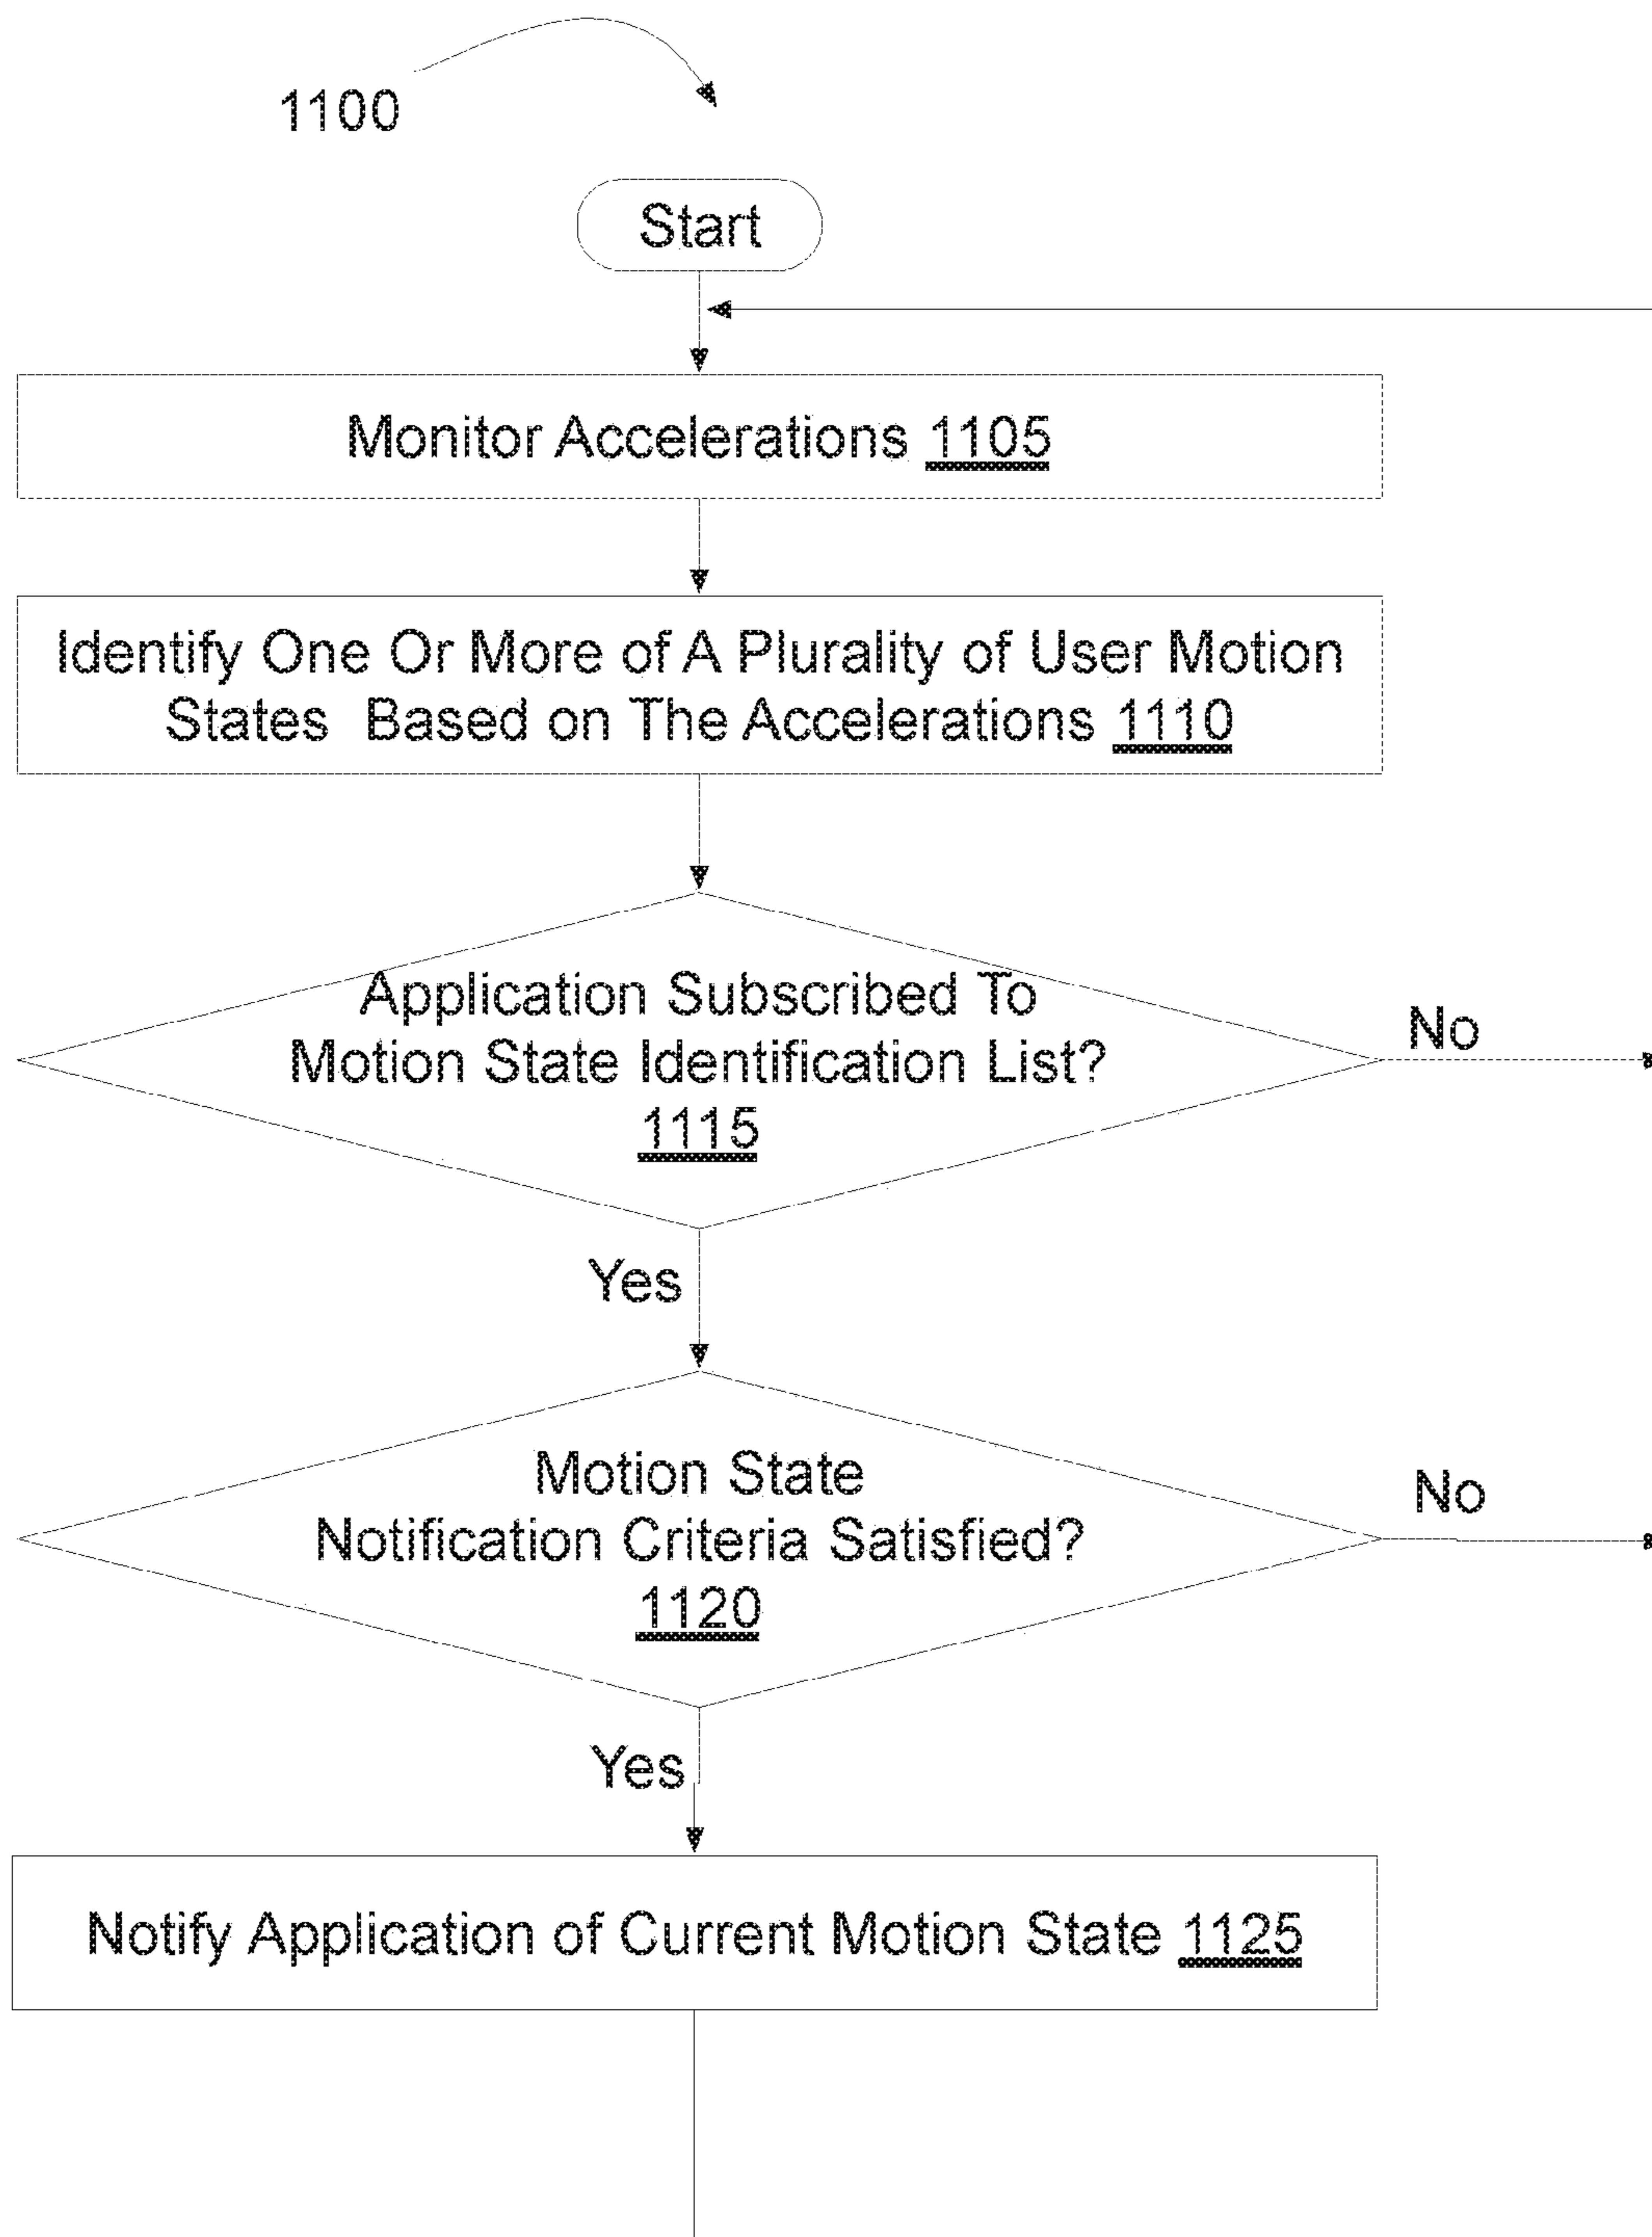 1100
Start
Monitor Accelerations 1105
Identify One Or More of A Plurality of User Motion
States Based on The Accelerations 1110
Application Subscribed To
Motion State Identification List?
1115
No
Yes
Motion State
Notification Criteria Satisfied?
1120
No
Yes
Notify Application of Current Motion State 1125